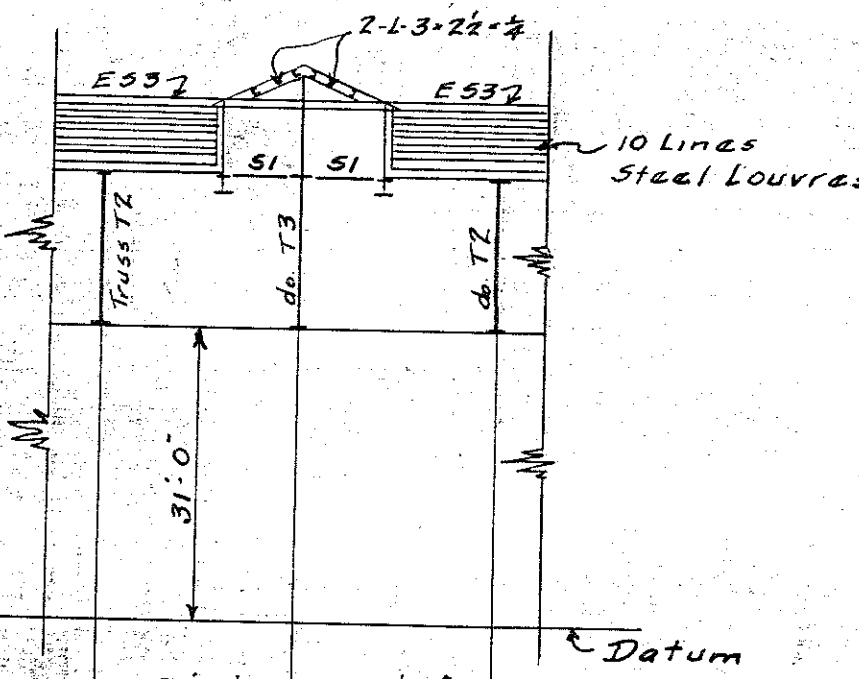 2-L-3×2½×¼
ES3
ES3
10 Lines
Steel Louvres
S1
S1
Truss T2
do. T3
do. T2
31'-0"
Datum